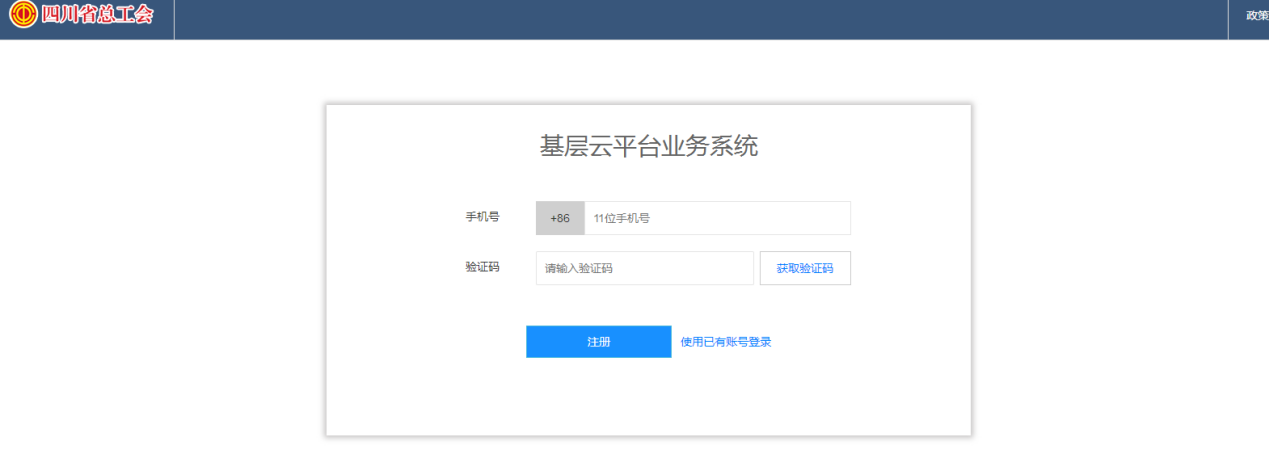 四川省总工会
政策
基层云平台业务系统
手机号 +86 11位手机号
验证码 请输入验证码 获取验证码
注册 使用已有账号登录